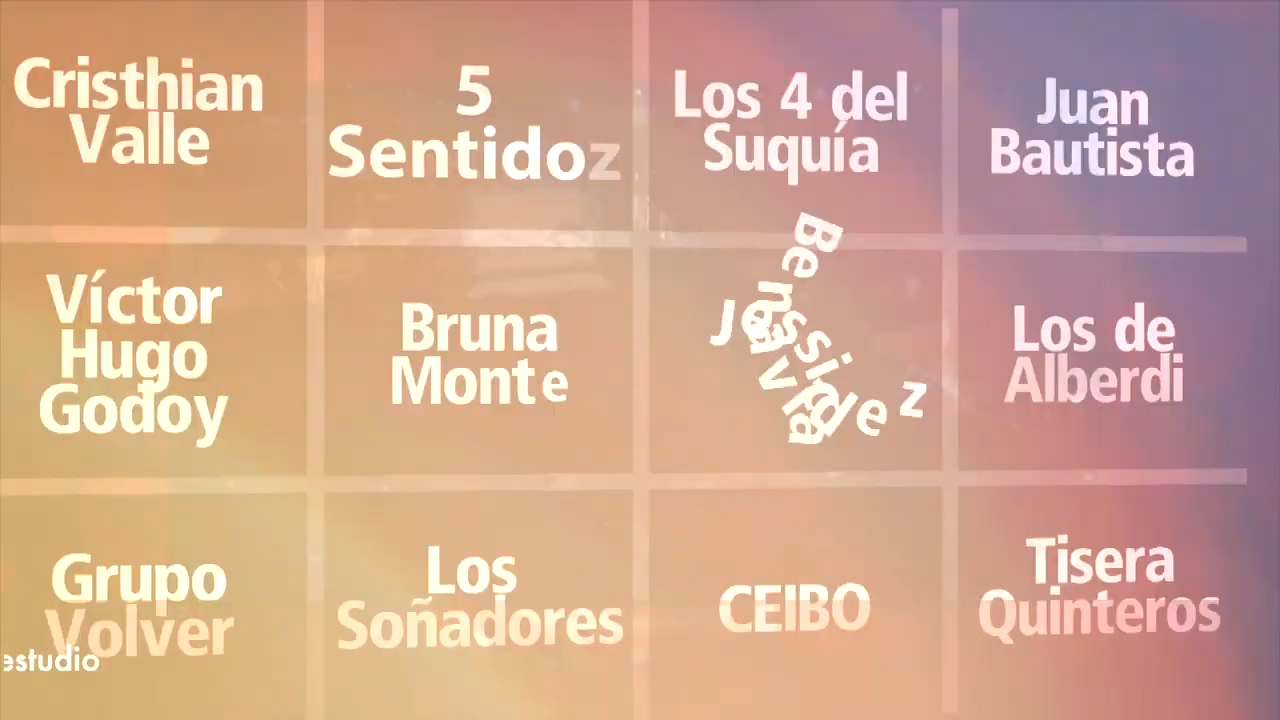 Cristhian
Valle
5
Sentidoz
Los 4 del
Suquía
Juan
Bautista
Víctor
Hugo
Godoy
Bruna
Monte
Los de
Alberdi
Grupo
Volver
Los
Soñadores
CEIBO
Tisera
Quinteros
estudio